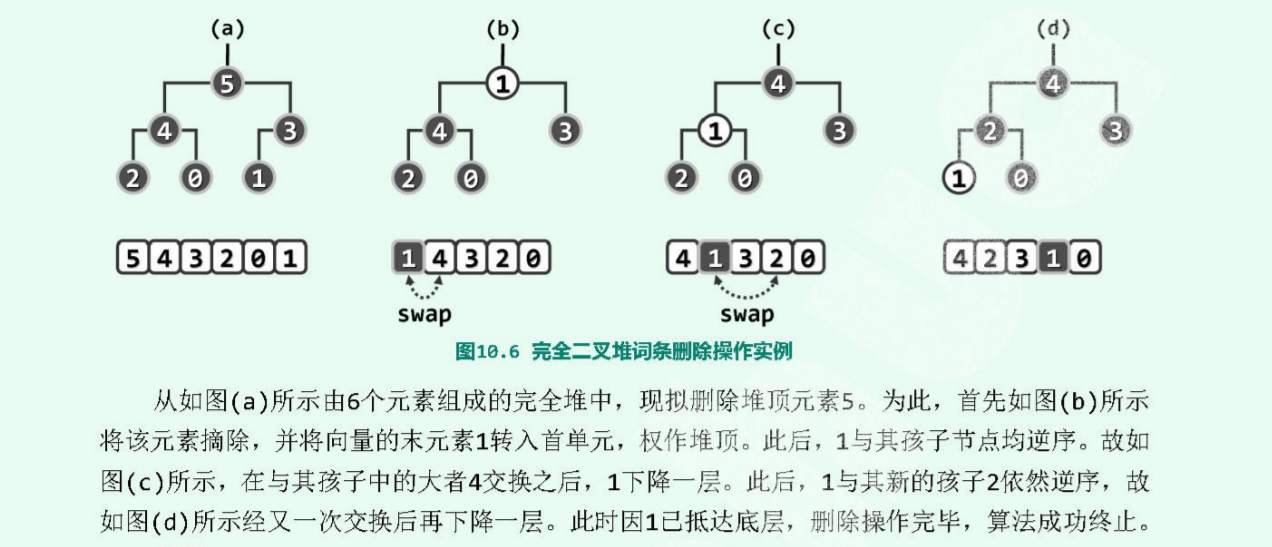 (a) (b) (c) (d)
5 1 4 4
4 3 4 3 1 3 2 3
2 0 1 2 0 2 0 1 0
5 4 3 2 0 1 1 4 3 2 0 4 1 3 2 0 4 2 3 1 0
swap swap
图10.6 完全二叉堆词条删除操作实例
从如图(a)所示由6个元素组成的完全堆中，现拟删除堆顶元素5。为此，首先如图(b)所示
将该元素摘除，并将向量的末元素1转入首单元，权作堆顶。此后，1与其孩子节点均逆序。故如
图(c)所示，在与其孩子中的大者4交换之后，1下降一层。此后，1与其新的孩子2依然逆序，故
如图(d)所示经又一次交换后再下降一层。此时因1已抵达底层，删除操作完毕，算法成功终止。